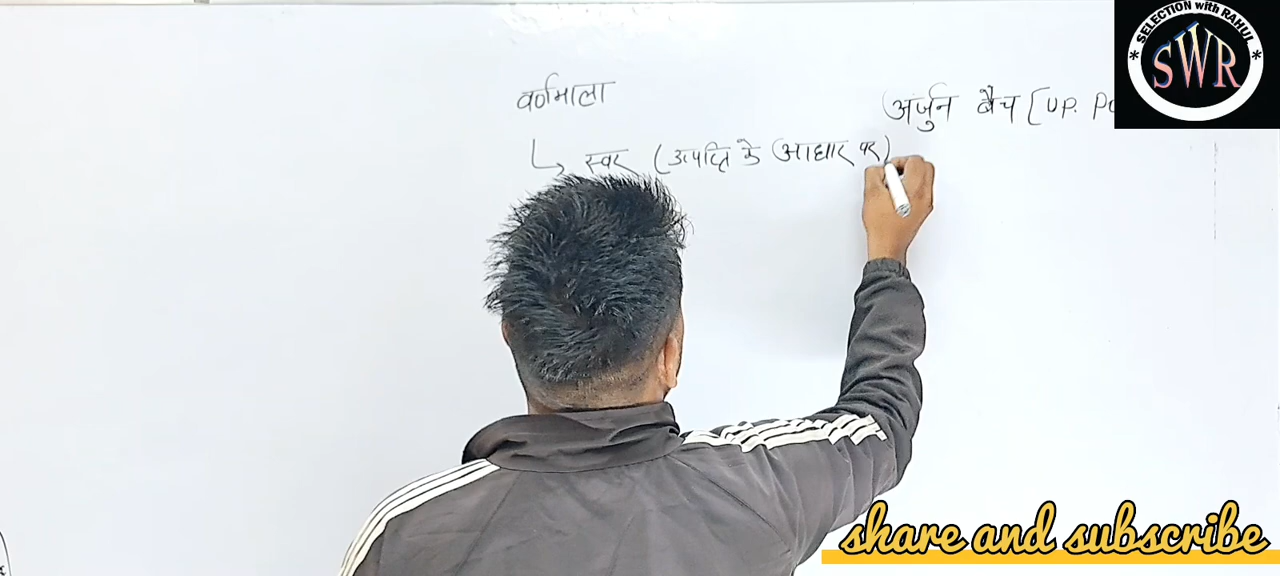 SELECTION with RAHUL
SWR
वर्णमाला
अर्जुन बैच [UP. Po
↳ स्वर (उत्पत्ति के आधार पर)
share and subscribe